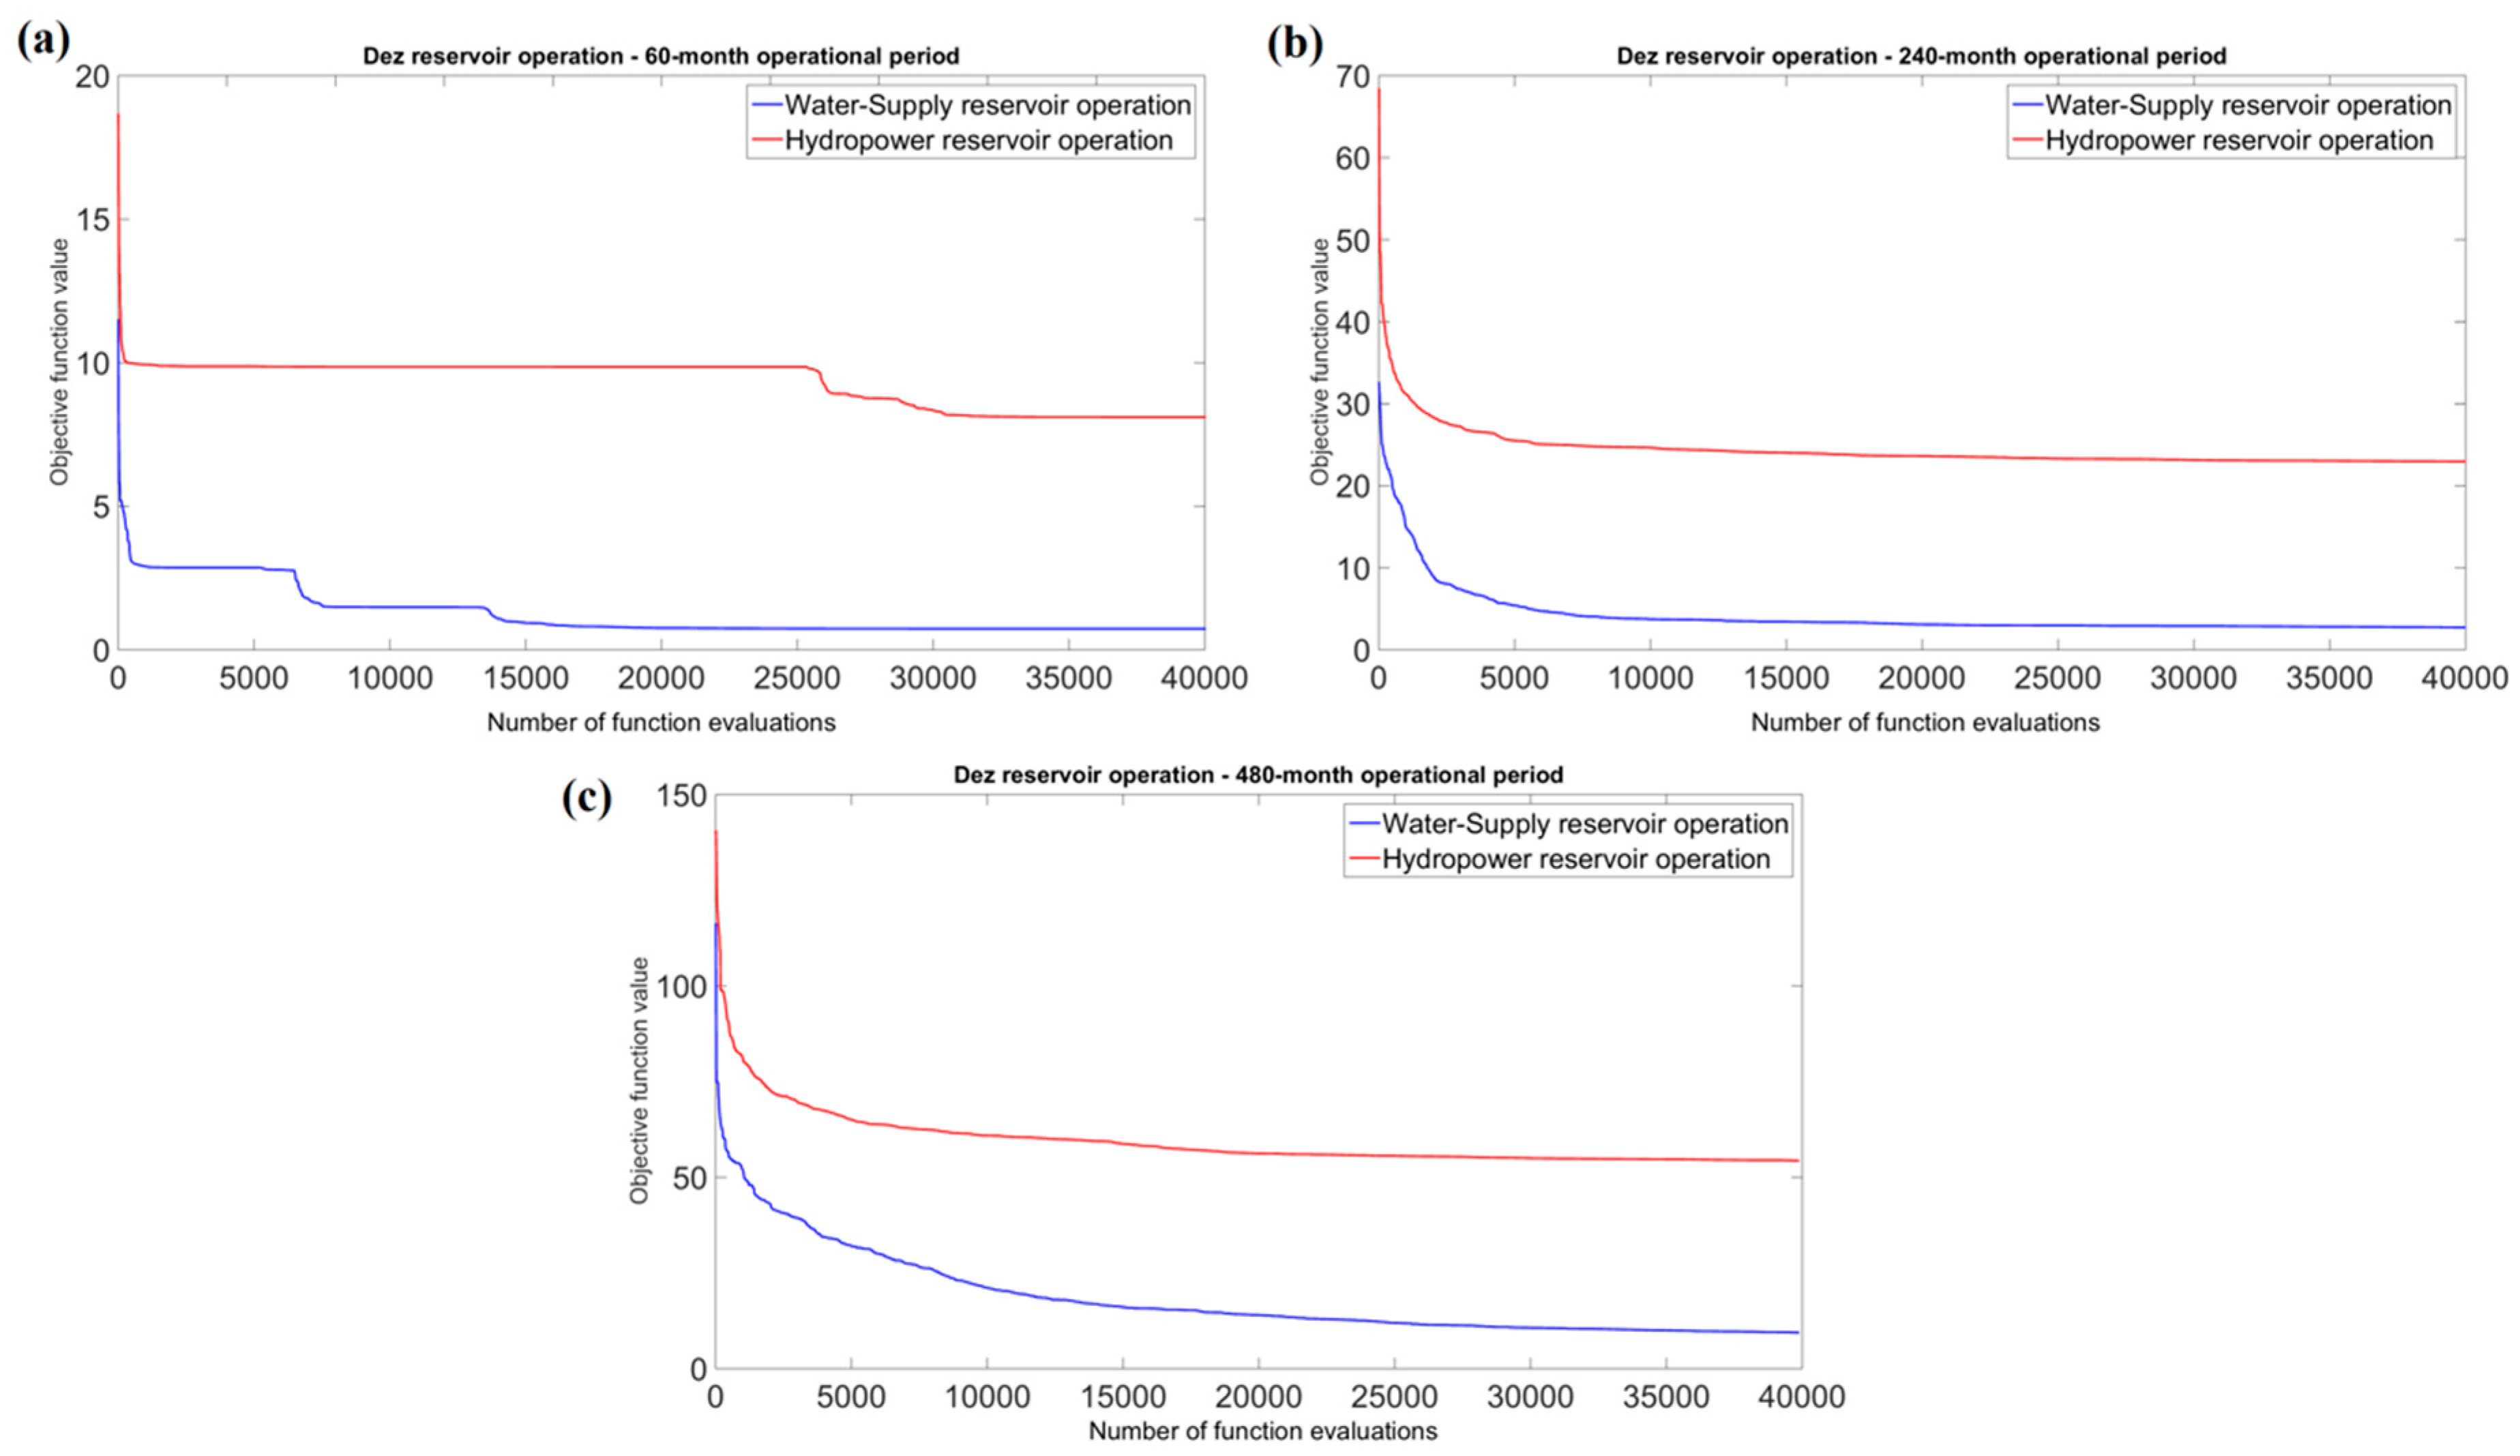 (a)
Dez reservoir operation - 60-month operational period
Water-Supply reservoir operation
Hydropower reservoir operation
20
15
10
5
0
Objective function value
0 5000 10000 15000 20000 25000 30000 35000 40000
Number of function evaluations
(b)
Dez reservoir operation - 240-month operational period
Water-Supply reservoir operation
Hydropower reservoir operation
70
60
50
40
30
20
10
0
Objective function value
0 5000 10000 15000 20000 25000 30000 35000 40000
Number of function evaluations
(c)
Dez reservoir operation - 480-month operational period
Water-Supply reservoir operation
Hydropower reservoir operation
150
100
50
0
Objective function value
0 5000 10000 15000 20000 25000 30000 35000 40000
Number of function evaluations